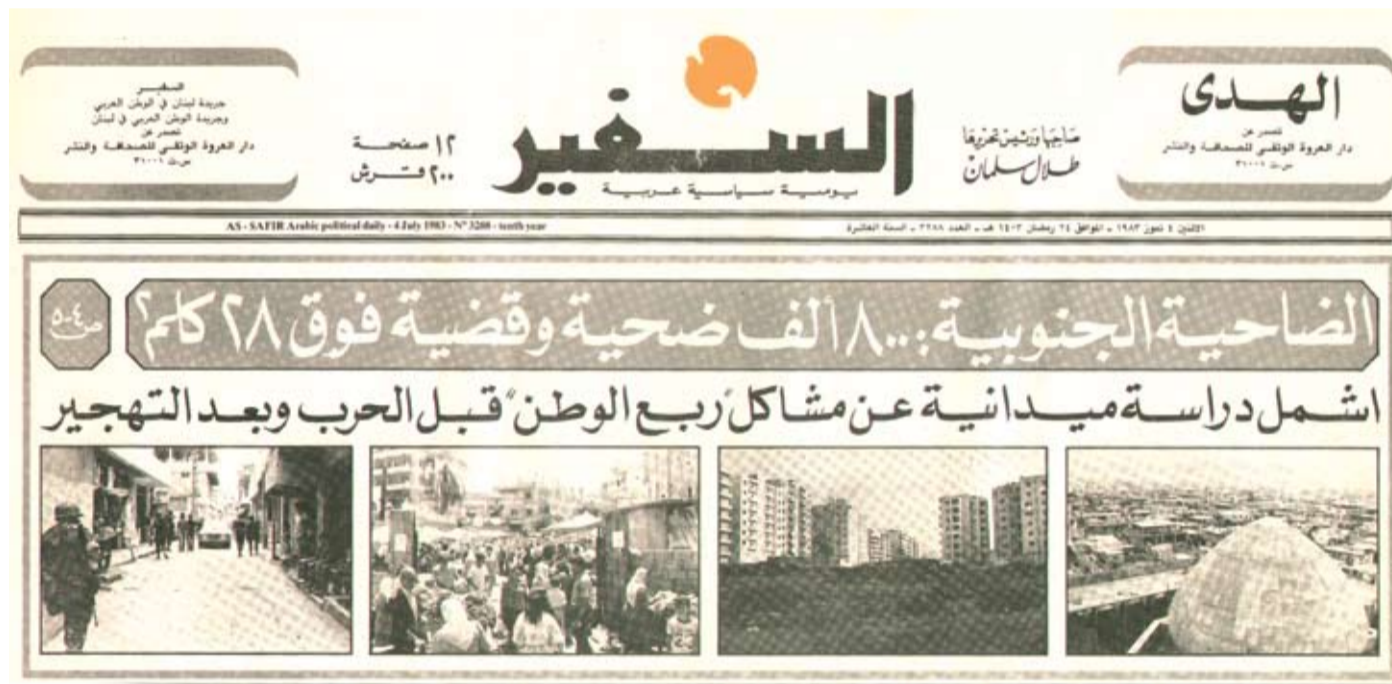 الهدى
تصدر عن
دار العروة الوثقى للصحافة والنشر
س.ت ٣١٠٠١
صاحبها ورئيس تحريرها
طلال سلمان
السفير
يومية سياسية عربية
١٢ صفحة
٢٠٠ قرش
السفير
جريدة لبنان في الوطن العربي
وجريدة الوطن العربي في لبنان
تصدر عن
دار العروة الوثقى للصحافة والنشر
س.ت ٣١٠٠١
الاثنين ٤ تموز ١٩٨٣ - الموافق ٢٤ رمضان ١٤٠٣ هـ - العدد ٣٢٨٨ - السنة العاشرة
AS - SAFIR Arabic political daily - 4 July 1983 - N° 3288 - tenth year
الضاحية الجنوبية: ٨٠٠ ألف ضحية وقضية فوق ٢٨ كلم٢
ص ٤-٥
اشمل دراسة ميدانية عن مشاكل "ربع الوطن" قبل الحرب وبعد التهجير